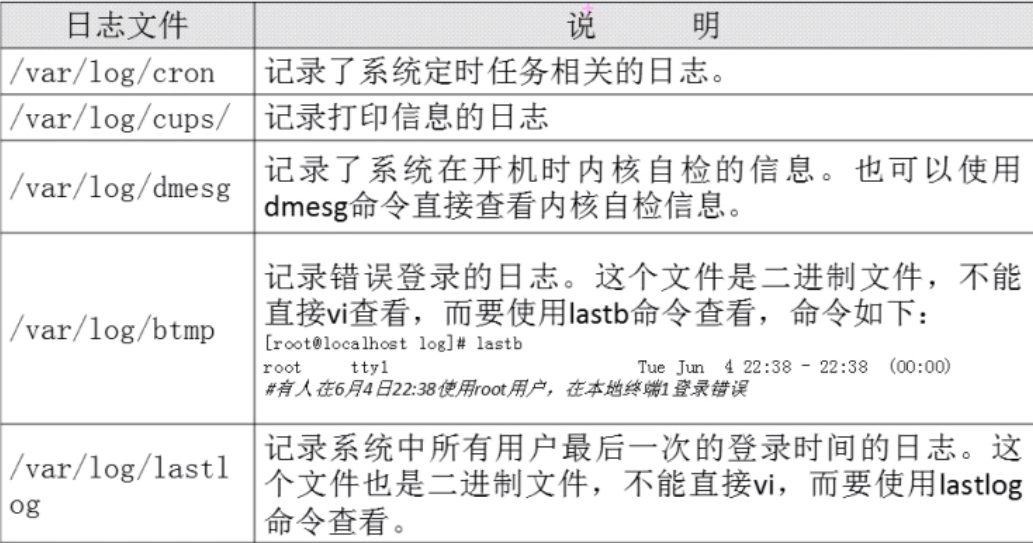 日志文件 说 明
/var/log/cron 记录了系统定时任务相关的日志。
/var/log/cups/ 记录打印信息的日志
/var/log/dmesg 记录了系统在开机时内核自检的信息。也可以使用
dmesg命令直接查看内核自检信息。
/var/log/btmp 记录错误登录的日志。这个文件是二进制文件，不能
直接vi查看，而要使用lastb命令查看，命令如下：
[root@localhost log]# lastb
root tty1 Tue Jun 4 22:38 - 22:38 (00:00)
#有人在6月4日22:38使用root用户，在本地终端1登录错误
/var/log/lastl
og
记录系统中所有用户最后一次的登录时间的日志。这
个文件也是二进制文件，不能直接vi，而要使用lastlog
命令查看。